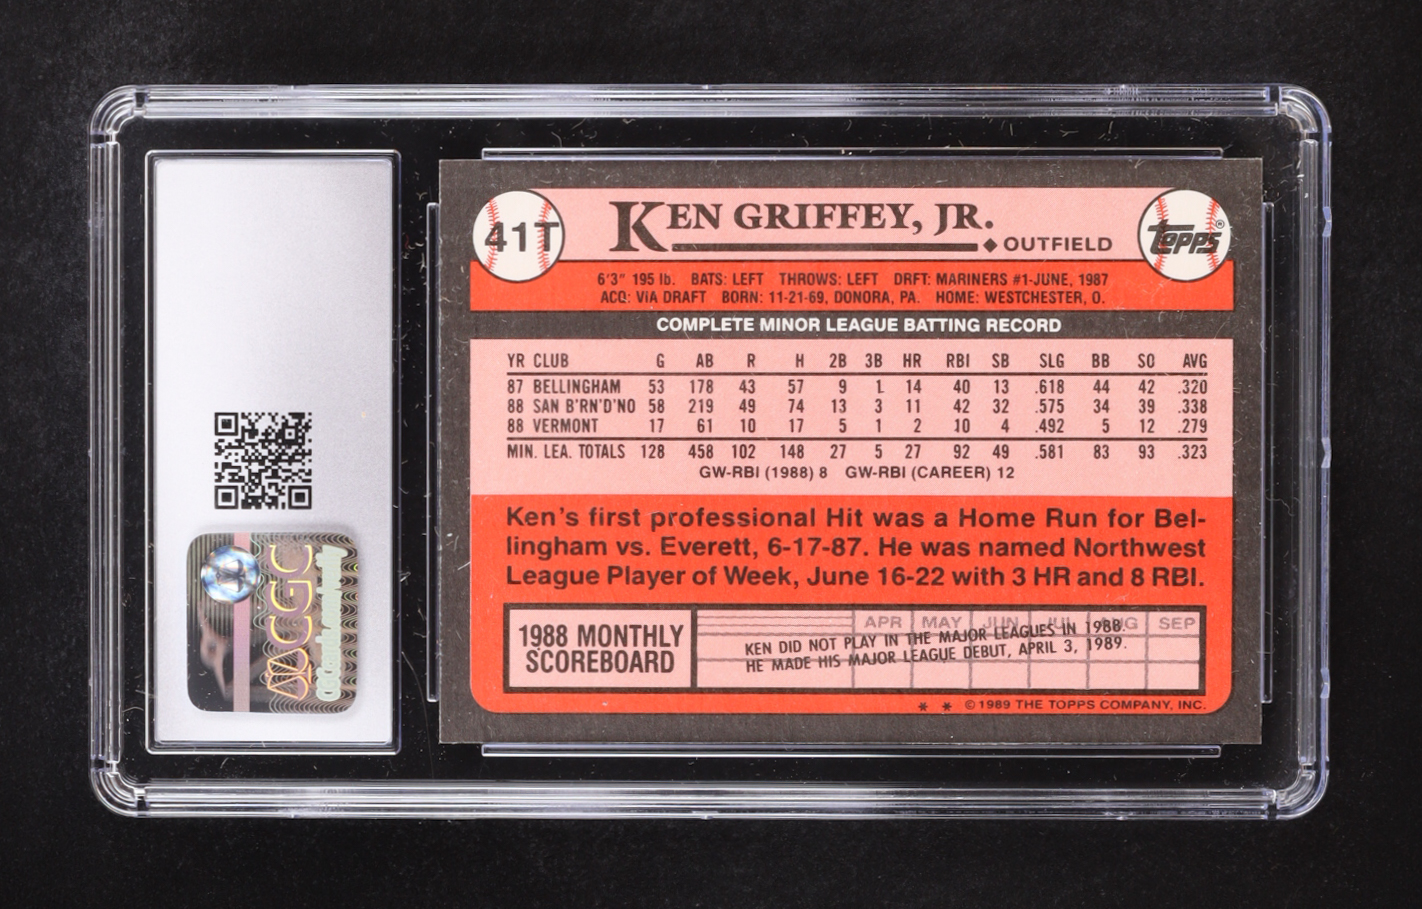 41T
KEN GRIFFEY, JR.
◆ OUTFIELD
TOPPS®
6'3" 195 lb. BATS: LEFT THROWS: LEFT DRFT: MARINERS #1-JUNE, 1987
ACQ: VIA DRAFT BORN: 11-21-69, DONORA, PA. HOME: WESTCHESTER, O.
COMPLETE MINOR LEAGUE BATTING RECORD
YR CLUB G AB R H 2B 3B HR RBI SB SLG BB SO AVG
87 BELLINGHAM 53 178 43 57 9 1 14 40 13 .618 44 42 .320
88 SAN B'RN'D'NO 58 219 49 74 13 3 11 42 32 .575 34 39 .338
88 VERMONT 17 61 10 17 5 1 2 10 4 .492 5 12 .279
MIN. LEA. TOTALS 128 458 102 148 27 5 27 92 49 .581 83 93 .323
GW-RBI (1988) 8 GW-RBI (CAREER) 12
Ken's first professional Hit was a Home Run for Bel-
lingham vs. Everett, 6-17-87. He was named Northwest
League Player of Week, June 16-22 with 3 HR and 8 RBI.
1988 MONTHLY
SCOREBOARD
APR MAY JUN JUL AUG SEP
KEN DID NOT PLAY IN THE MAJOR LEAGUES IN 1988.
HE MADE HIS MAJOR LEAGUE DEBUT, APRIL 3, 1989.
* * © 1989 THE TOPPS COMPANY, INC.
CGC